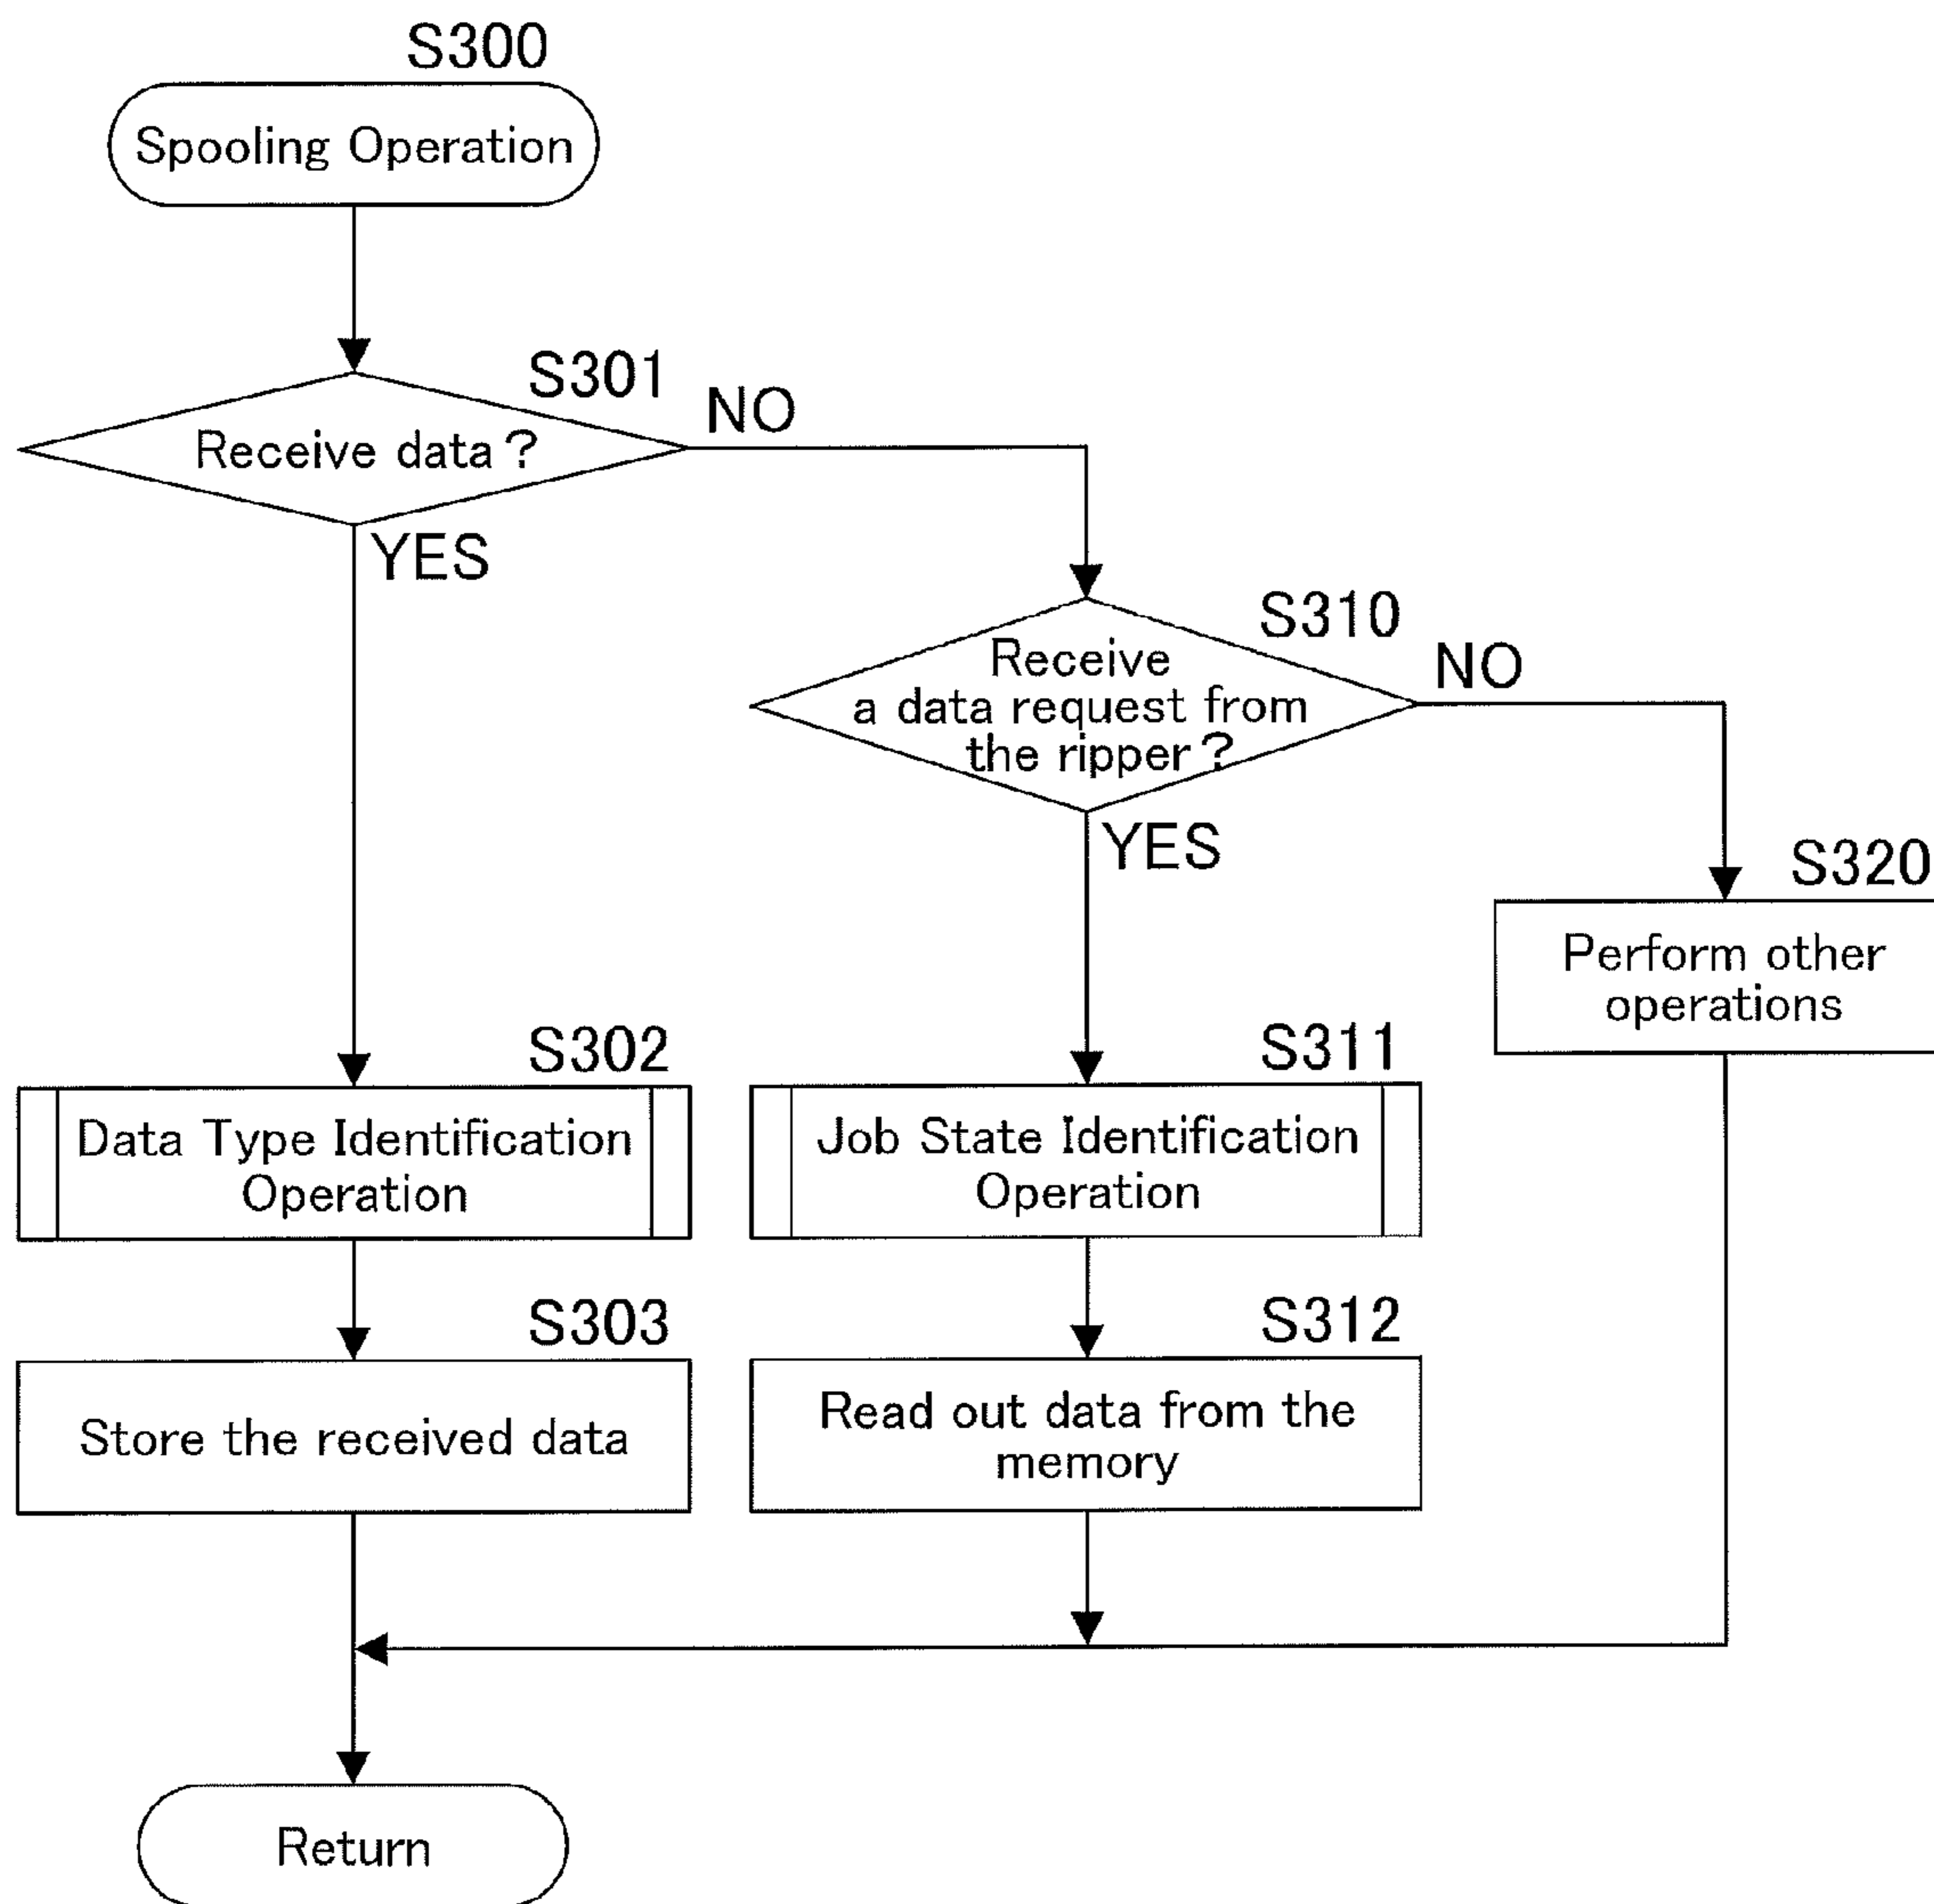 S300
Spooling Operation
S301
NO
Receive data?
YES
S310
NO
Receive
a data request from
the ripper?
YES
S320
Perform other
operations
S302
Data Type Identification
Operation
S311
Job State Identification
Operation
S303
Store the received data
S312
Read out data from the
memory
Return